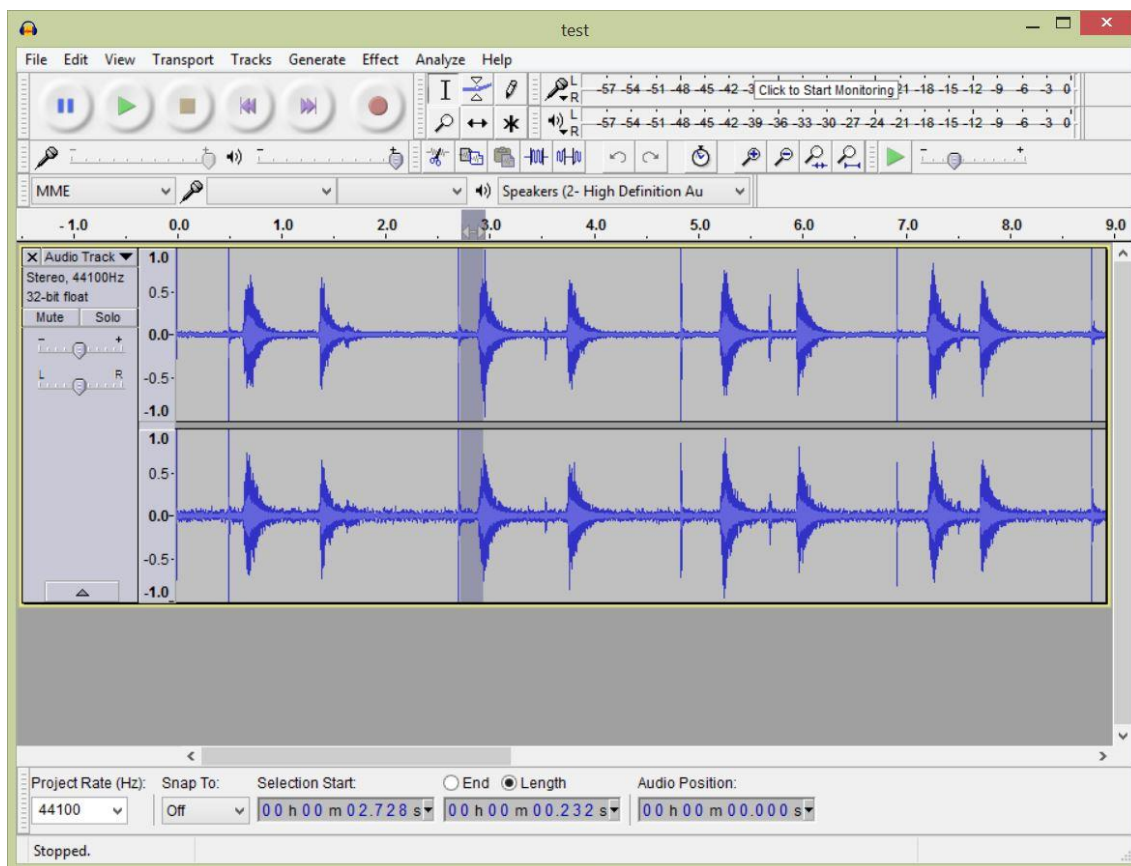 test
File Edit View Transport Tracks Generate Effect Analyze Help
L
R
-57 -54 -51 -48 -45 -42 -3 Click to Start Monitoring 21 -18 -15 -12 -9 -6 -3 0
L
R
-57 -54 -51 -48 -45 -42 -39 -36 -33 -30 -27 -24 -21 -18 -15 -12 -9 -6 -3 0
- +
- +
- +
MME Speakers (2- High Definition Au
- 1.0 0.0 1.0 2.0 3.0 4.0 5.0 6.0 7.0 8.0 9.0
X Audio Track 1.0
Stereo, 44100Hz
32-bit float 0.5-
Mute Solo
- + 0.0-
L R -0.5-
-1.0
1.0
0.5-
0.0-
-0.5-
-1.0
Project Rate (Hz): Snap To: Selection Start: End Length Audio Position:
44100 Off 00 h 00 m 02.728 s 00 h 00 m 00.232 s 00 h 00 m 00.000 s
Stopped.